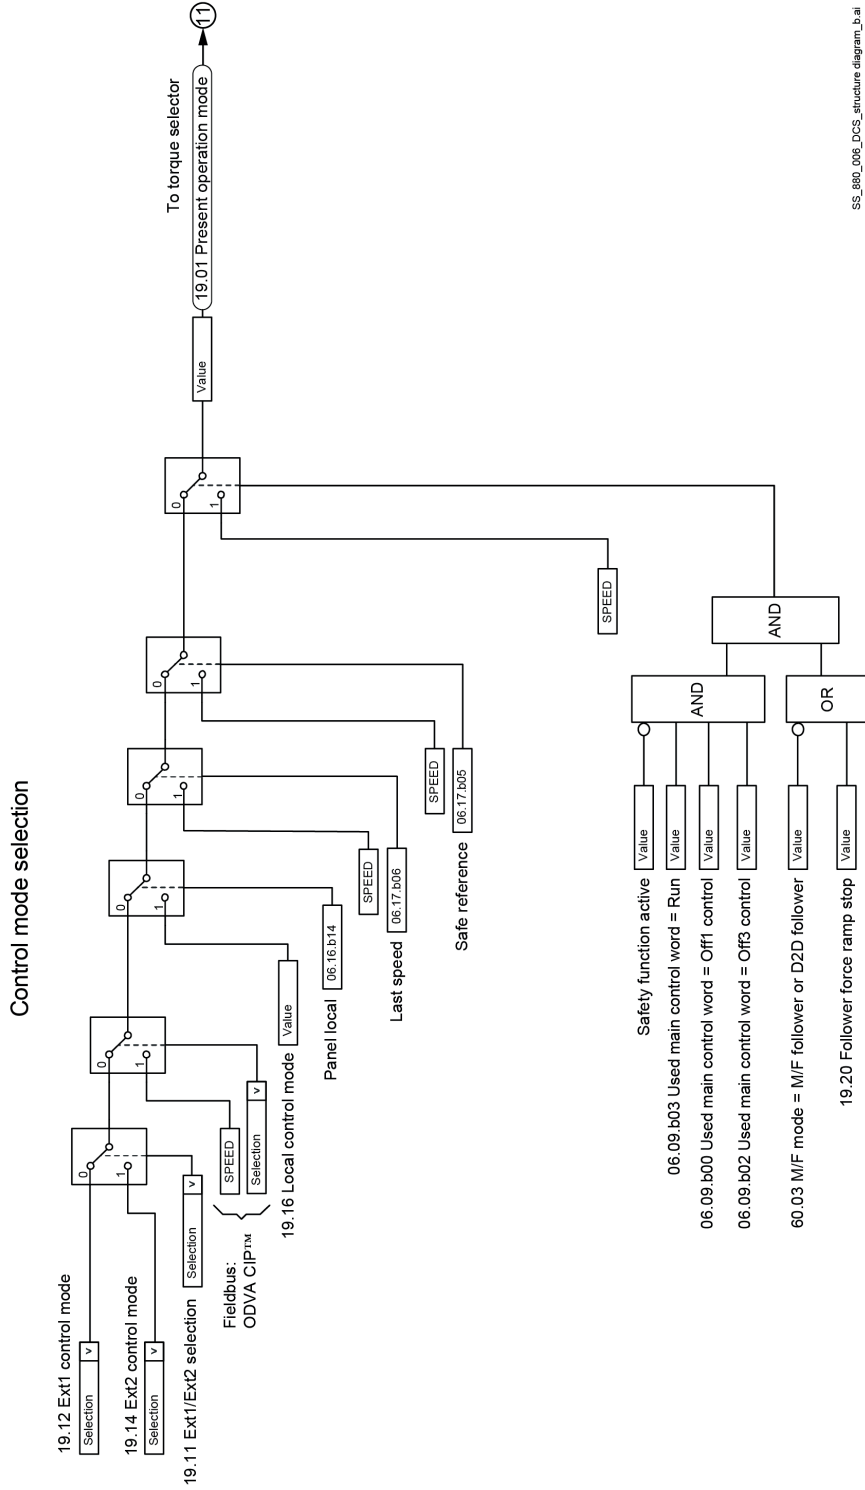 Control mode selection
19.12 Ext1 control mode
Selection v
19.14 Ext2 control mode
Selection v
19.11 Ext1/Ext2 selection
Selection v
0
1
Fieldbus:
ODVA CIP™
SPEED
Selection v
0
1
19.16 Local control mode
Value
Panel local
06.16.b14
0
1
SPEED
Last speed
06.17.b06
0
1
SPEED
Safe reference
06.17.b05
0
1
SPEED
0
1
Value
To torque selector
19.01 Present operation mode
11
Safety function active
Value
06.09.b03 Used main control word = Run
Value
06.09.b00 Used main control word = Off1 control
Value
06.09.b02 Used main control word = Off3 control
Value
AND
60.03 M/F mode = M/F follower or D2D follower
Value
19.20 Follower force ramp stop
Value
OR
AND
SS_880_006_DCS_structure diagram_b.ai